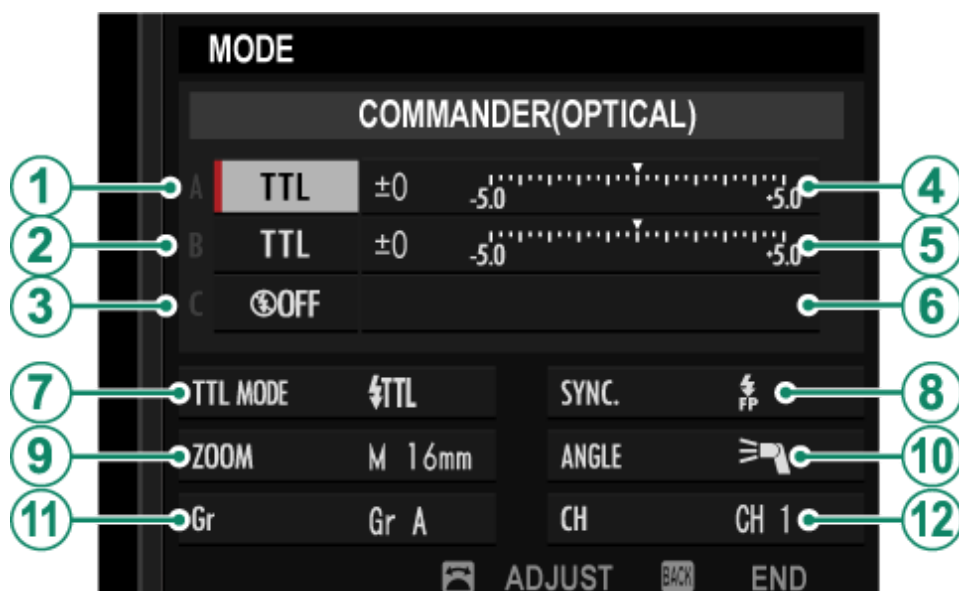 MODE
COMMANDER(OPTICAL)
1 A TTL ±0 -5.0 +5.0 4
2 B TTL ±0 -5.0 +5.0 5
3 C OFF 6
7 TTL MODE TTL SYNC. FP 8
9 ZOOM M 16mm ANGLE 10
11 Gr Gr A CH CH 1 12
ADJUST BACK END